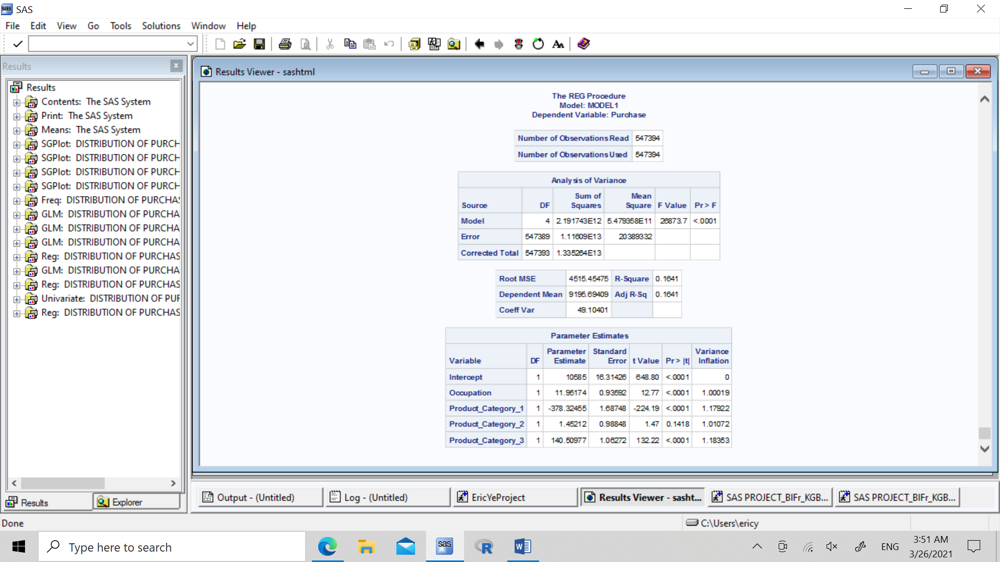 SAS
File Edit View Go Tools Solutions Window Help
Results
Results Viewer - sashtml
Results
Contents: The SAS System
Print: The SAS System
Means: The SAS System
SGPlot: DISTRIBUTION OF PURCH
SGPlot: DISTRIBUTION OF PURCH
SGPlot: DISTRIBUTION OF PURCH
SGPlot: DISTRIBUTION OF PURCH
Freq: DISTRIBUTION OF PURCHAS
GLM: DISTRIBUTION OF PURCHA
GLM: DISTRIBUTION OF PURCHA
GLM: DISTRIBUTION OF PURCHA
Reg: DISTRIBUTION OF PURCHAS
GLM: DISTRIBUTION OF PURCHA
Reg: DISTRIBUTION OF PURCHAS
Univariate: DISTRIBUTION OF PUR
Reg: DISTRIBUTION OF PURCHAS
Results Explorer
The REG Procedure
Model: MODEL1
Dependent Variable: Purchase
Number of Observations Read 547394
Number of Observations Used 547394
Analysis of Variance
Source DF Sum of Squares Mean Square F Value Pr > F
Model 4 2.191743E12 5.479358E11 26873.7 <.0001
Error 547389 1.11609E13 20389332
Corrected Total 547393 1.335264E13
Root MSE 4515.45475 R-Square 0.1641
Dependent Mean 9195.69409 Adj R-Sq 0.1641
Coeff Var 49.10401
Parameter Estimates
Variable DF Parameter Estimate Standard Error t Value Pr > |t| Variance Inflation
Intercept 1 10585 16.31426 648.80 <.0001 0
Occupation 1 11.95174 0.93592 12.77 <.0001 1.00019
Product_Category_1 1 -378.32455 1.68748 -224.19 <.0001 1.17922
Product_Category_2 1 1.45212 0.98848 1.47 0.1418 1.01072
Product_Category_3 1 140.50977 1.06272 132.22 <.0001 1.18353
Output - (Untitled) Log - (Untitled) EricYeProject Results Viewer - sasht... SAS PROJECT_BIFr_KGB... SAS PROJECT_BIFr_KGB...
Done C:\Users\ericy
Type here to search
sas
R
W
ENG
3:51 AM
3/26/2021